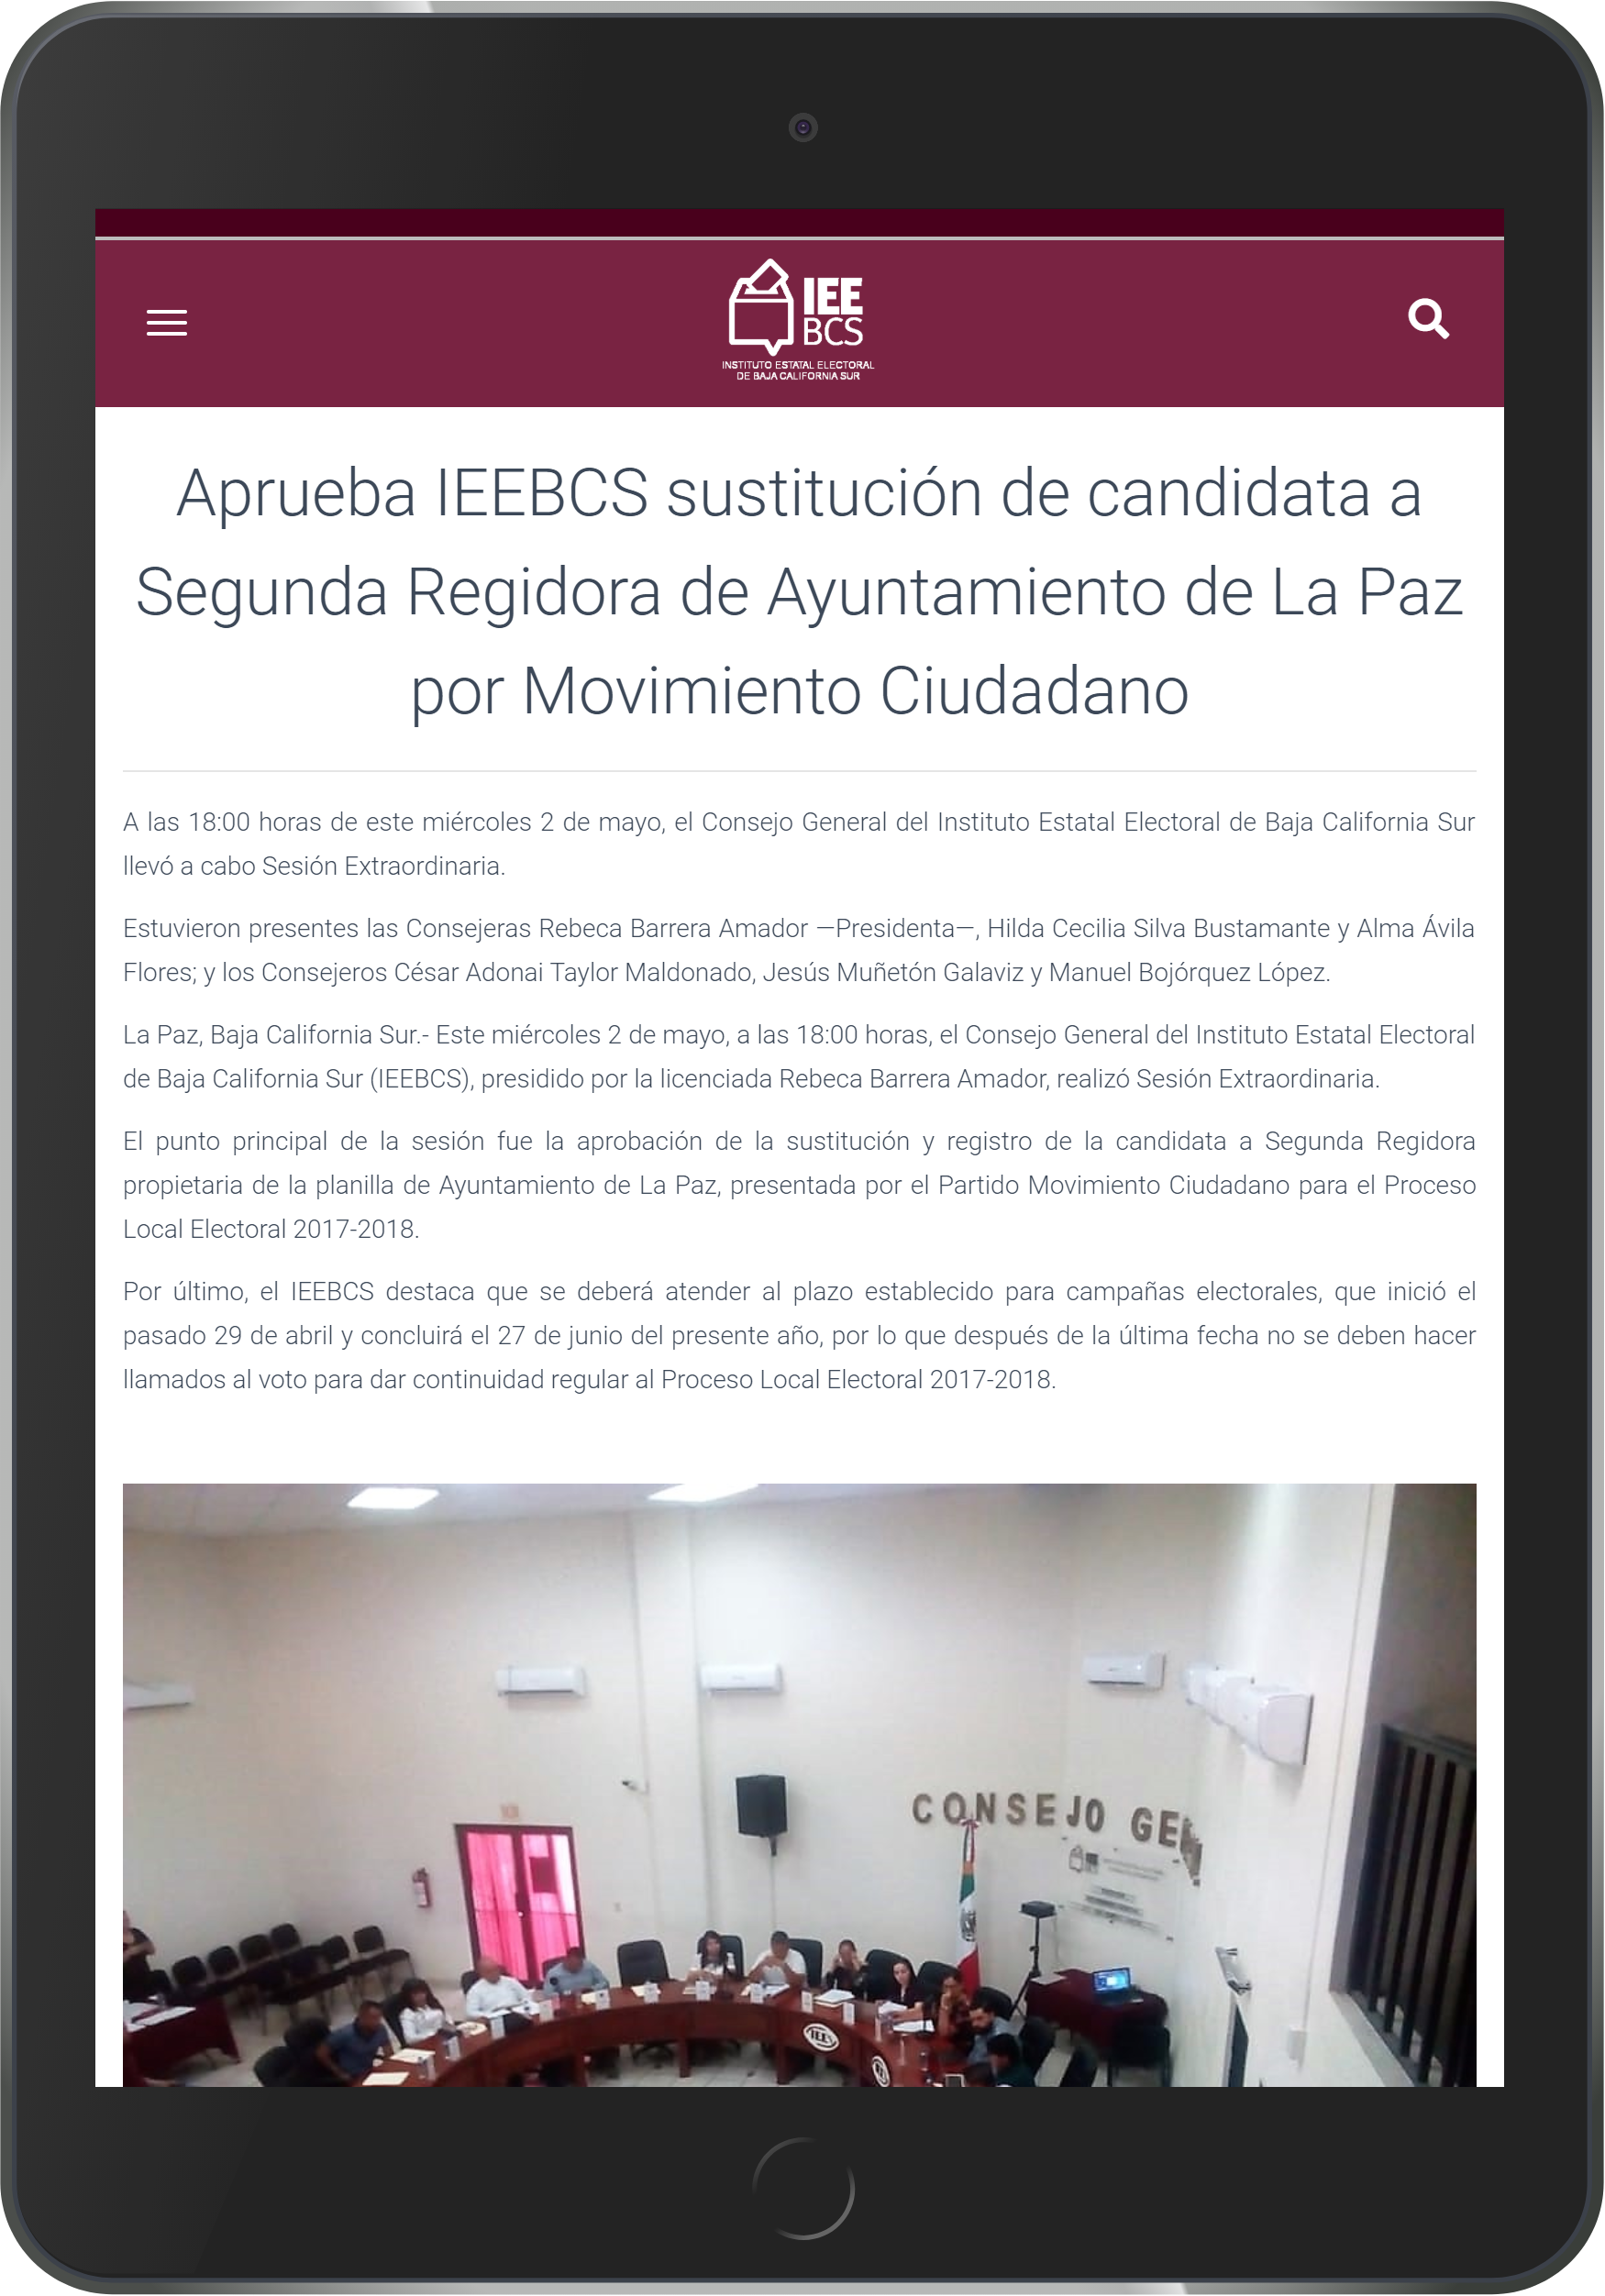 IEE
BCS
INSTITUTO ESTATAL ELECTORAL
DE BAJA CALIFORNIA SUR
Aprueba IEEBCS sustitución de candidata a
Segunda Regidora de Ayuntamiento de La Paz
por Movimiento Ciudadano
A las 18:00 horas de este miércoles 2 de mayo, el Consejo General del Instituto Estatal Electoral de Baja California Sur
llevó a cabo Sesión Extraordinaria.
Estuvieron presentes las Consejeras Rebeca Barrera Amador —Presidenta—, Hilda Cecilia Silva Bustamante y Alma Ávila
Flores; y los Consejeros César Adonai Taylor Maldonado, Jesús Muñetón Galaviz y Manuel Bojórquez López.
La Paz, Baja California Sur.- Este miércoles 2 de mayo, a las 18:00 horas, el Consejo General del Instituto Estatal Electoral
de Baja California Sur (IEEBCS), presidido por la licenciada Rebeca Barrera Amador, realizó Sesión Extraordinaria.
El punto principal de la sesión fue la aprobación de la sustitución y registro de la candidata a Segunda Regidora
propietaria de la planilla de Ayuntamiento de La Paz, presentada por el Partido Movimiento Ciudadano para el Proceso
Local Electoral 2017-2018.
Por último, el IEEBCS destaca que se deberá atender al plazo establecido para campañas electorales, que inició el
pasado 29 de abril y concluirá el 27 de junio del presente año, por lo que después de la última fecha no se deben hacer
llamados al voto para dar continuidad regular al Proceso Local Electoral 2017-2018.
CONSEJO GE